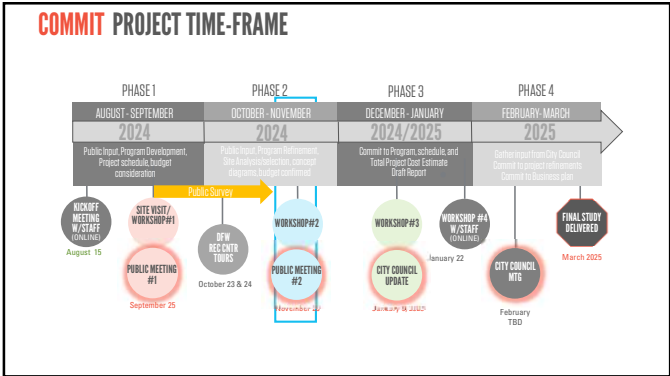 COMMIT PROJECT TIME-FRAME
PHASE 1
PHASE 2
PHASE 3
PHASE 4
AUGUST - SEPTEMBER
OCTOBER - NOVEMBER
DECEMBER - JANUARY
FEBRUARY- MARCH
2024
2024
2024/2025
2025
Public Input, Program Development,
Project schedule, budget
consideration
Public Input, Program Refinement,
Site Analysis/selection, concept
diagrams, budget confirmed
Commit to Program, schedule, and
Total Project Cost Estimate
Draft Report
Gather input from City Council
Commit to project refinements
Commit to Business plan
Public Survey
KICKOFF
MEETING
W/STAFF
(ONLINE)
August 15
SITE VISIT/
WORKSHOP#1
PUBLIC MEETING
#1
September 25
DFW
REC CNTR
TOURS
October 23 & 24
WORKSHOP#2
PUBLIC MEETING
#2
November
WORKSHOP#3
CITY COUNCIL
UPDATE
January 9, 2025
WORKSHOP #4
W/STAFF
(ONLINE)
January 22
CITY COUNCIL
MTG
February
TBD
FINAL STUDY
DELIVERED
March 2025